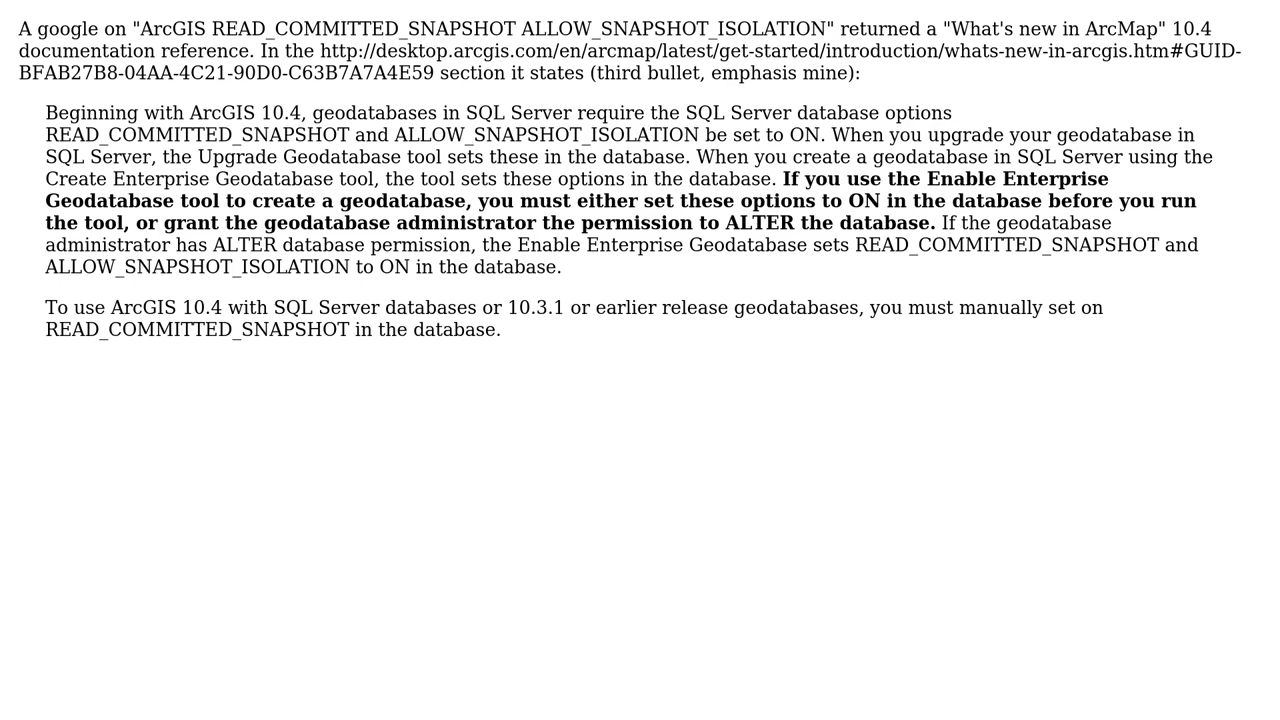 A google on "ArcGIS READ_COMMITTED_SNAPSHOT ALLOW_SNAPSHOT_ISOLATION" returned a "What's new in ArcMap" 10.4
documentation reference. In the http://desktop.arcgis.com/en/arcmap/latest/get-started/introduction/whats-new-in-arcgis.htm#GUID-
BFAB27B8-04AA-4C21-90D0-C63B7A7A4E59 section it states (third bullet, emphasis mine):
Beginning with ArcGIS 10.4, geodatabases in SQL Server require the SQL Server database options
READ_COMMITTED_SNAPSHOT and ALLOW_SNAPSHOT_ISOLATION be set to ON. When you upgrade your geodatabase in
SQL Server, the Upgrade Geodatabase tool sets these in the database. When you create a geodatabase in SQL Server using the
Create Enterprise Geodatabase tool, the tool sets these options in the database. If you use the Enable Enterprise
Geodatabase tool to create a geodatabase, you must either set these options to ON in the database before you run
the tool, or grant the geodatabase administrator the permission to ALTER the database. If the geodatabase
administrator has ALTER database permission, the Enable Enterprise Geodatabase sets READ_COMMITTED_SNAPSHOT and
ALLOW_SNAPSHOT_ISOLATION to ON in the database.
To use ArcGIS 10.4 with SQL Server databases or 10.3.1 or earlier release geodatabases, you must manually set on
READ_COMMITTED_SNAPSHOT in the database.